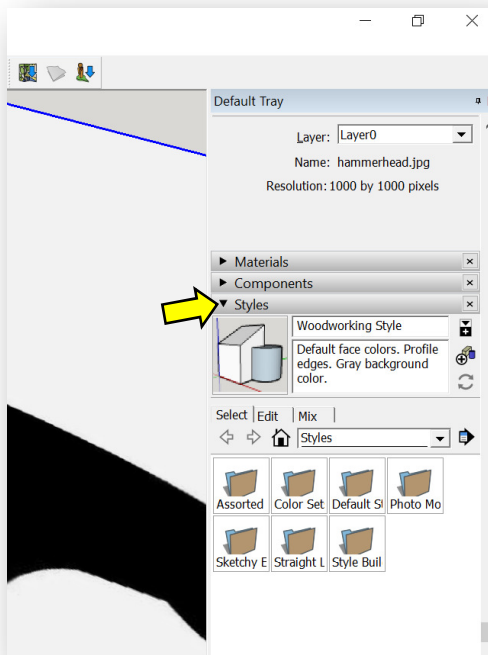 Default Tray
Layer: Layer0
Name: hammerhead.jpg
Resolution: 1000 by 1000 pixels
Materials
Components
Styles
Woodworking Style
Default face colors. Profile
edges. Gray background
color.
Select Edit Mix
Styles
Assorted Color Set Default S Photo Mo
Sketchy E Straight L Style Buil